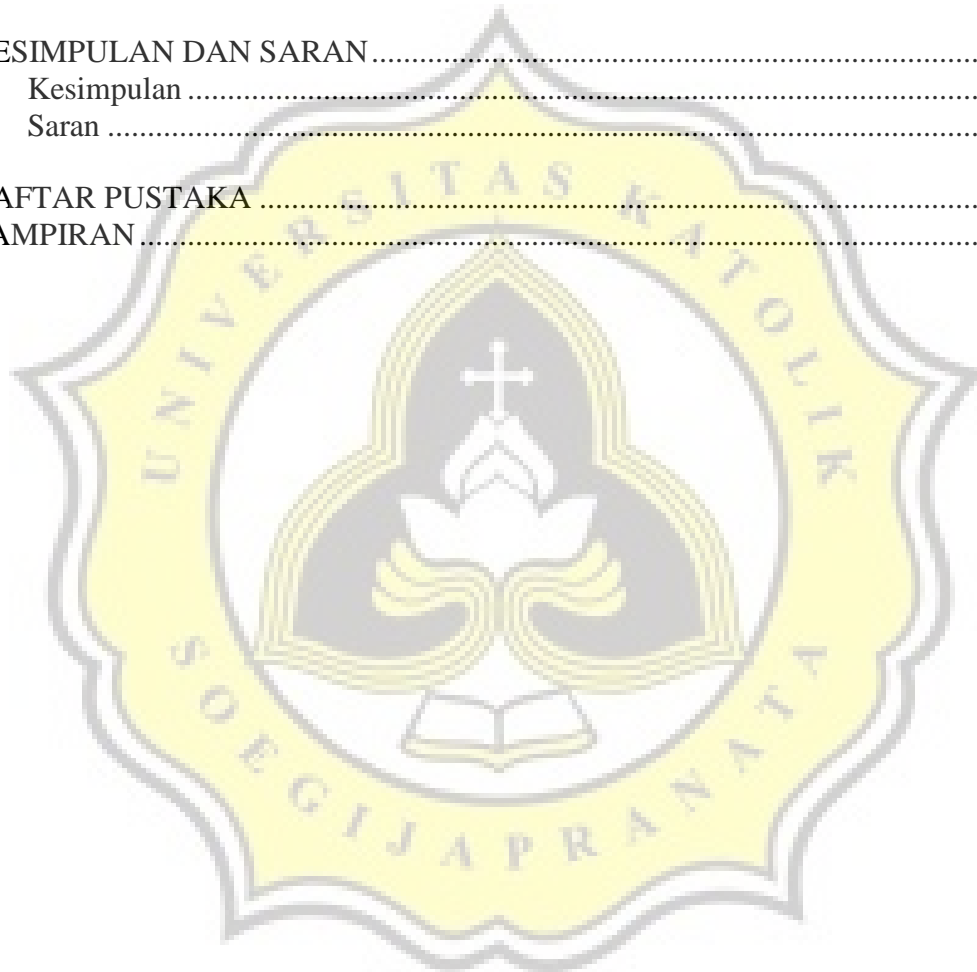 ESIMPULAN DAN SARAN ........................................................................
Kesimpulan ........................................................................
Saran ........................................................................
AFTAR PUSTAKA ........................................................................
AMPIRAN ........................................................................
UNIVERSITAS KATOLIK
SOEGIJAPRANATA